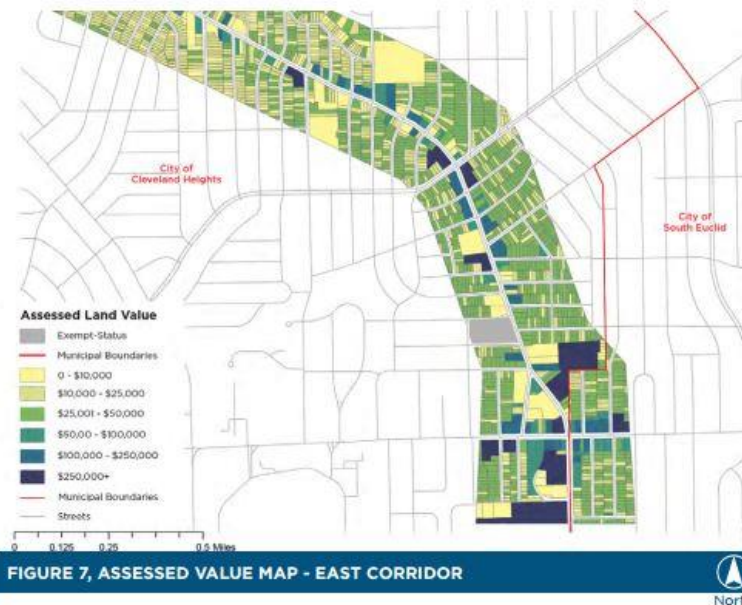 City of
Cleveland Heights
City of
South Euclid
Assessed Land Value
Exempt-Status
Municipal Boundaries
0 - $10,000
$10,000 - $25,000
$25,001 - $50,000
$50,00 - $100,000
$100,000 - $250,000
$250,000+
Municipal Boundaries
Streets
0 0.125 0.25 0.5 Miles
FIGURE 7, ASSESSED VALUE MAP - EAST CORRIDOR
North